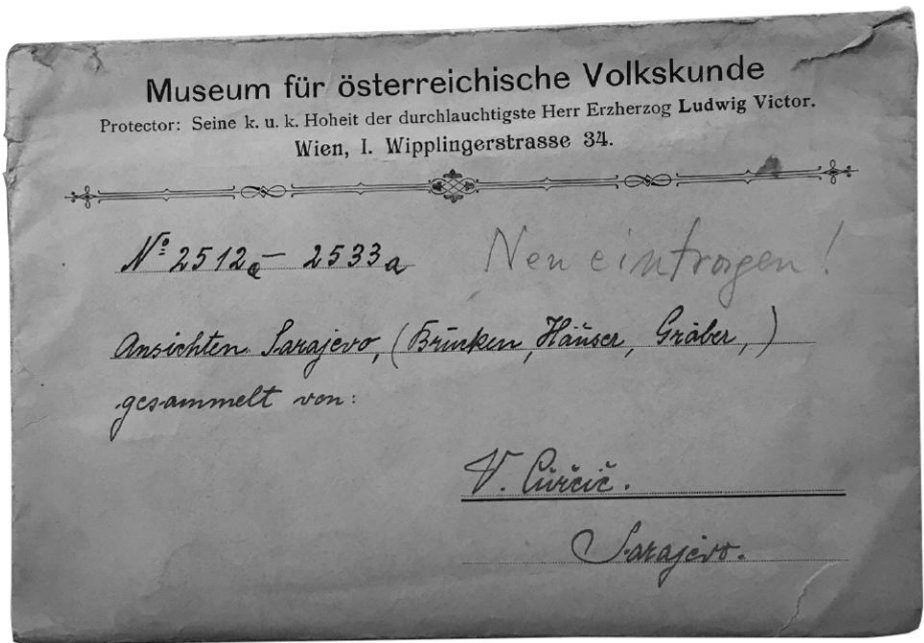 Museum für österreichische Volkskunde
Protector: Seine k. u. k. Hoheit der durchlauchtigste Herr Erzherzog Ludwig Victor.
Wien, I. Wipplingerstrasse 34.
Nº 2512a – 2533a Neu eintragen!
Ansichten Sarajevo, (Brücken, Häuser, Gräber,)
gesammelt von:
V. Čurčič.
Sarajevo.